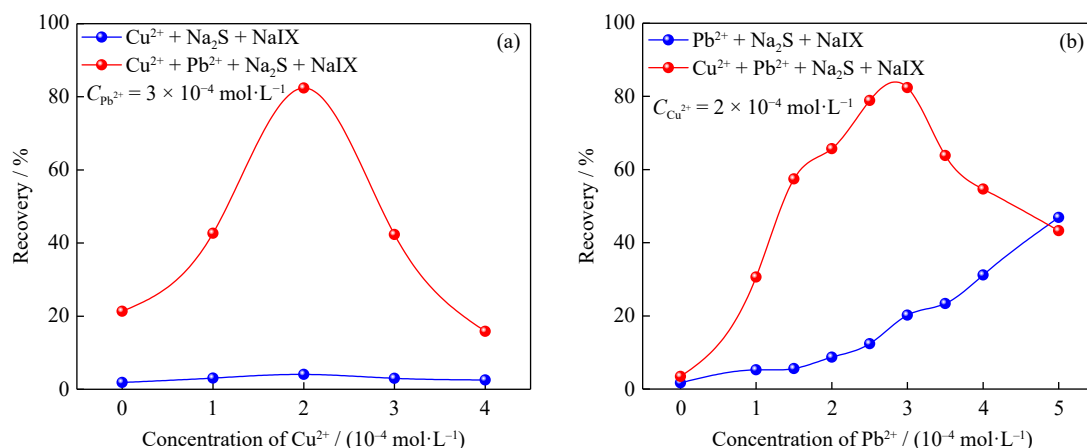 100
80
60
40
20
0
Recovery / %
Cu²⁺ + Na₂S + NaIX
Cu²⁺ + Pb²⁺ + Na₂S + NaIX
C_Pb²⁺ = 3 × 10⁻⁴ mol·L⁻¹
(a)
0 1 2 3 4
Concentration of Cu²⁺ / (10⁻⁴ mol·L⁻¹)
100
80
60
40
20
0
Recovery / %
Pb²⁺ + Na₂S + NaIX
Cu²⁺ + Pb²⁺ + Na₂S + NaIX
C_Cu²⁺ = 2 × 10⁻⁴ mol·L⁻¹
(b)
0 1 2 3 4 5
Concentration of Pb²⁺ / (10⁻⁴ mol·L⁻¹)